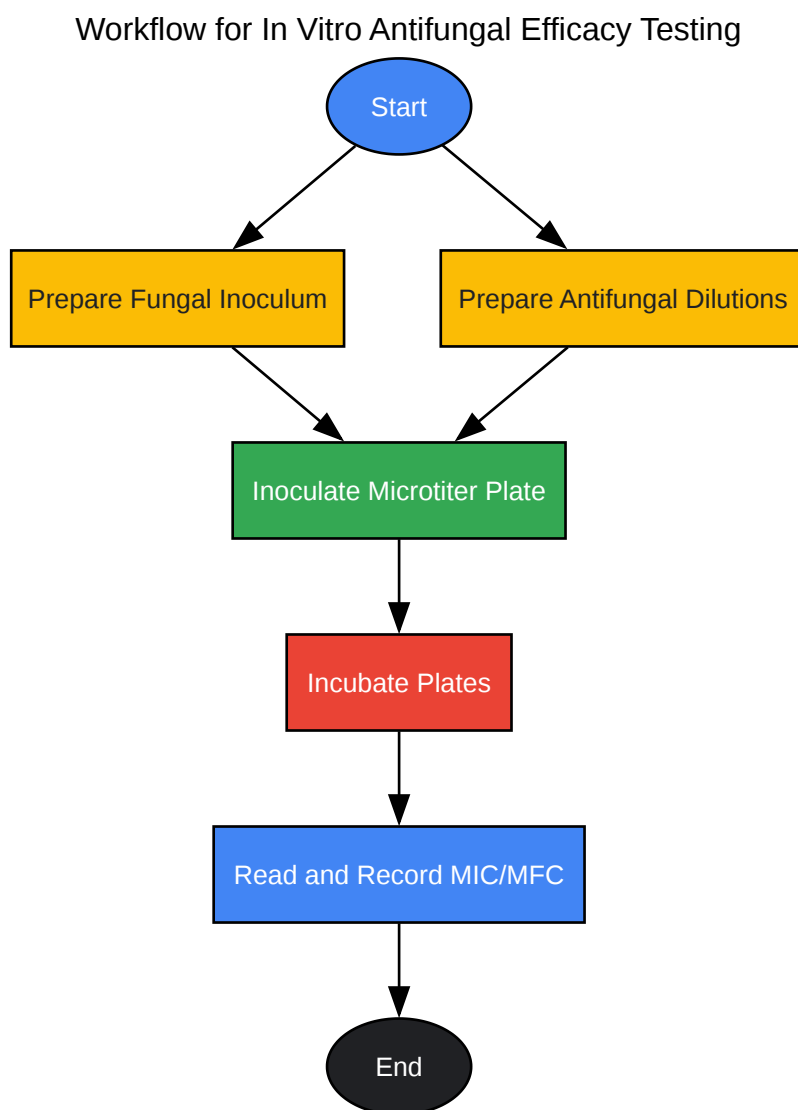 Workflow for In Vitro Antifungal Efficacy Testing
Start
Prepare Fungal Inoculum
Prepare Antifungal Dilutions
Inoculate Microtiter Plate
Incubate Plates
Read and Record MIC/MFC
End